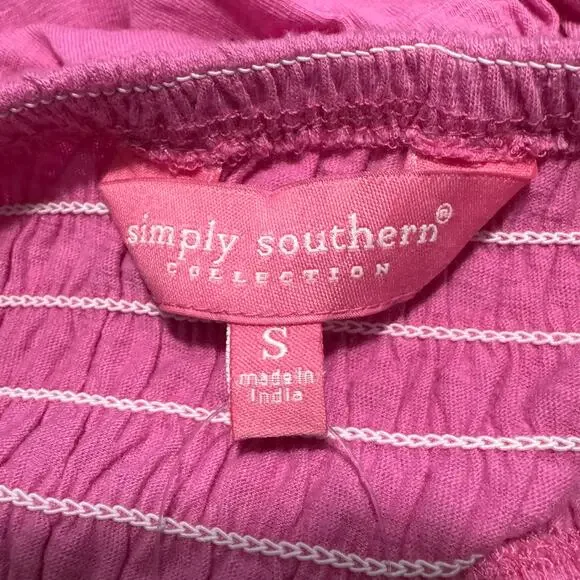 simply southern®
COLLECTION
S
made in
india